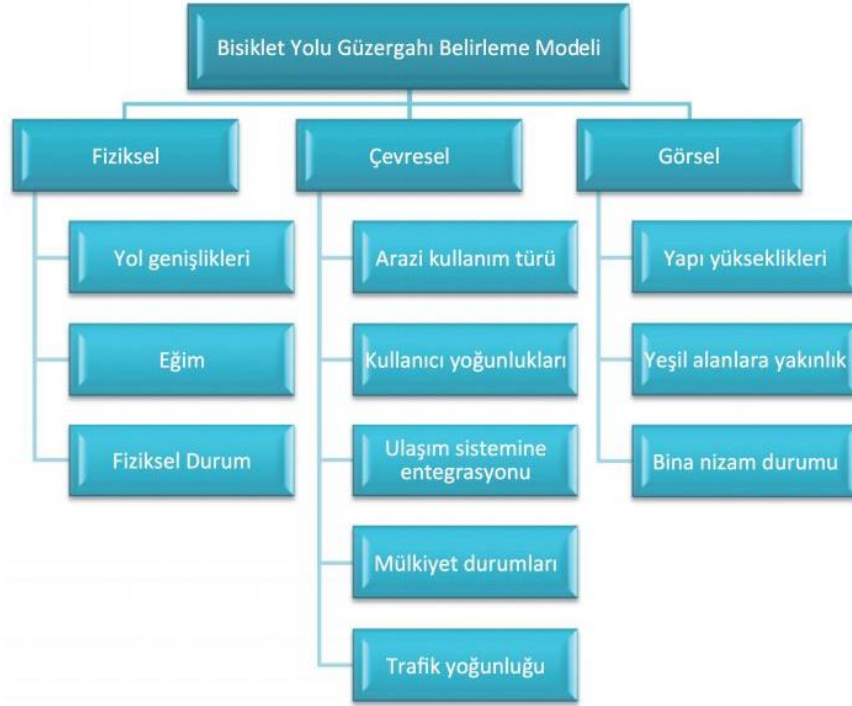 Bisiklet Yolu Güzergahı Belirleme Modeli
Fiziksel
Yol genişlikleri
Eğim
Fiziksel Durum
Çevresel
Arazi kullanım türü
Kullanıcı yoğunlukları
Ulaşım sistemine
entegrasyonu
Mülkiyet durumları
Trafik yoğunluğu
Görsel
Yapı yükseklikleri
Yeşil alanlara yakınlık
Bina nizam durumu